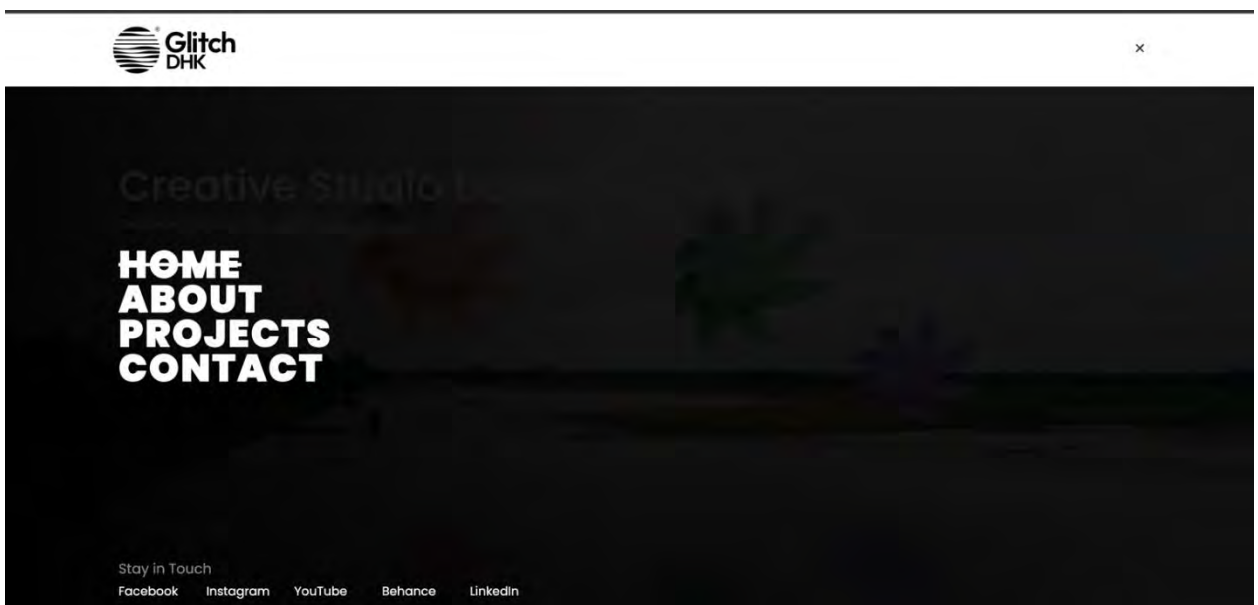 Glitch
DHK
×
Creative Studio
HOME
ABOUT
PROJECTS
CONTACT
Stay in Touch
Facebook Instagram YouTube Behance LinkedIn